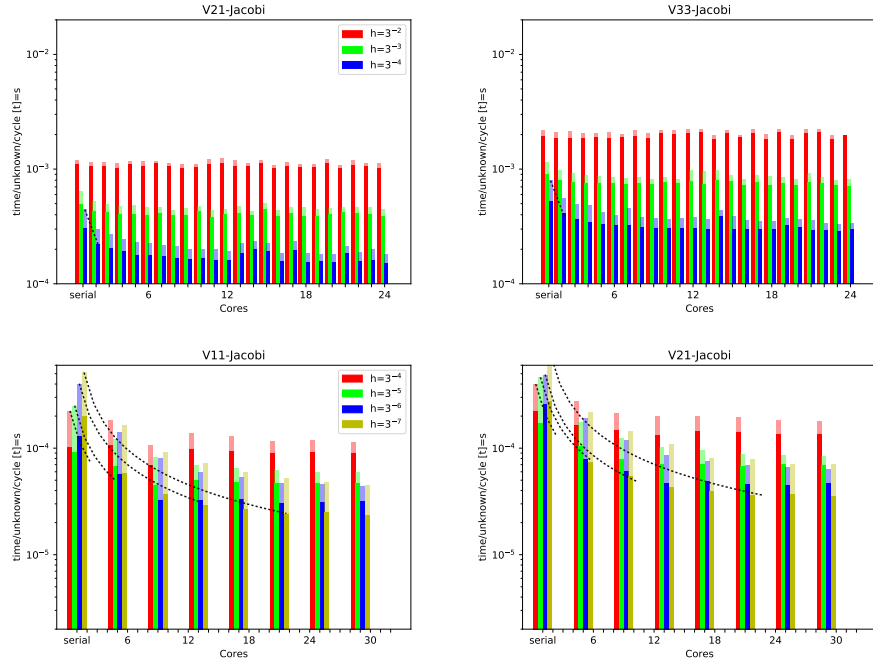 V21-Jacobi
time/unknown/cycle [t]=s
10⁻²
10⁻³
10⁻⁴
h=3⁻²
h=3⁻³
h=3⁻⁴
serial 6 12 18 24
Cores
V33-Jacobi
time/unknown/cycle [t]=s
10⁻²
10⁻³
10⁻⁴
serial 6 12 18 24
Cores
V11-Jacobi
time/unknown/cycle [t]=s
10⁻⁴
10⁻⁵
h=3⁻⁴
h=3⁻⁵
h=3⁻⁶
h=3⁻⁷
serial 6 12 18 24 30
Cores
V21-Jacobi
time/unknown/cycle [t]=s
10⁻⁴
10⁻⁵
serial 6 12 18 24 30
Cores